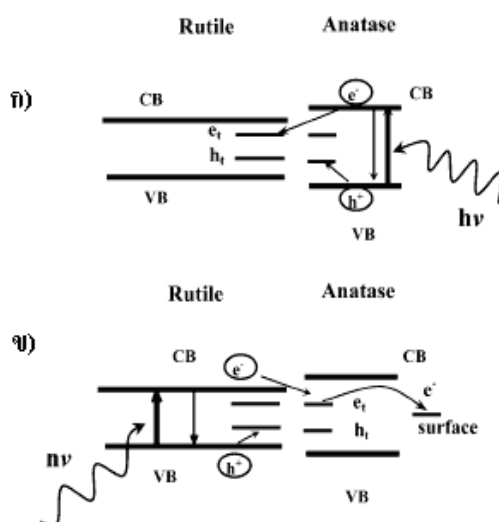 Rutile Anatase
ก)
e-
CB CB
et
ht
VB h+
VB
hν
Rutile Anatase
ข)
CB e- CB
et e-
ht surface
nν VB h+
VB